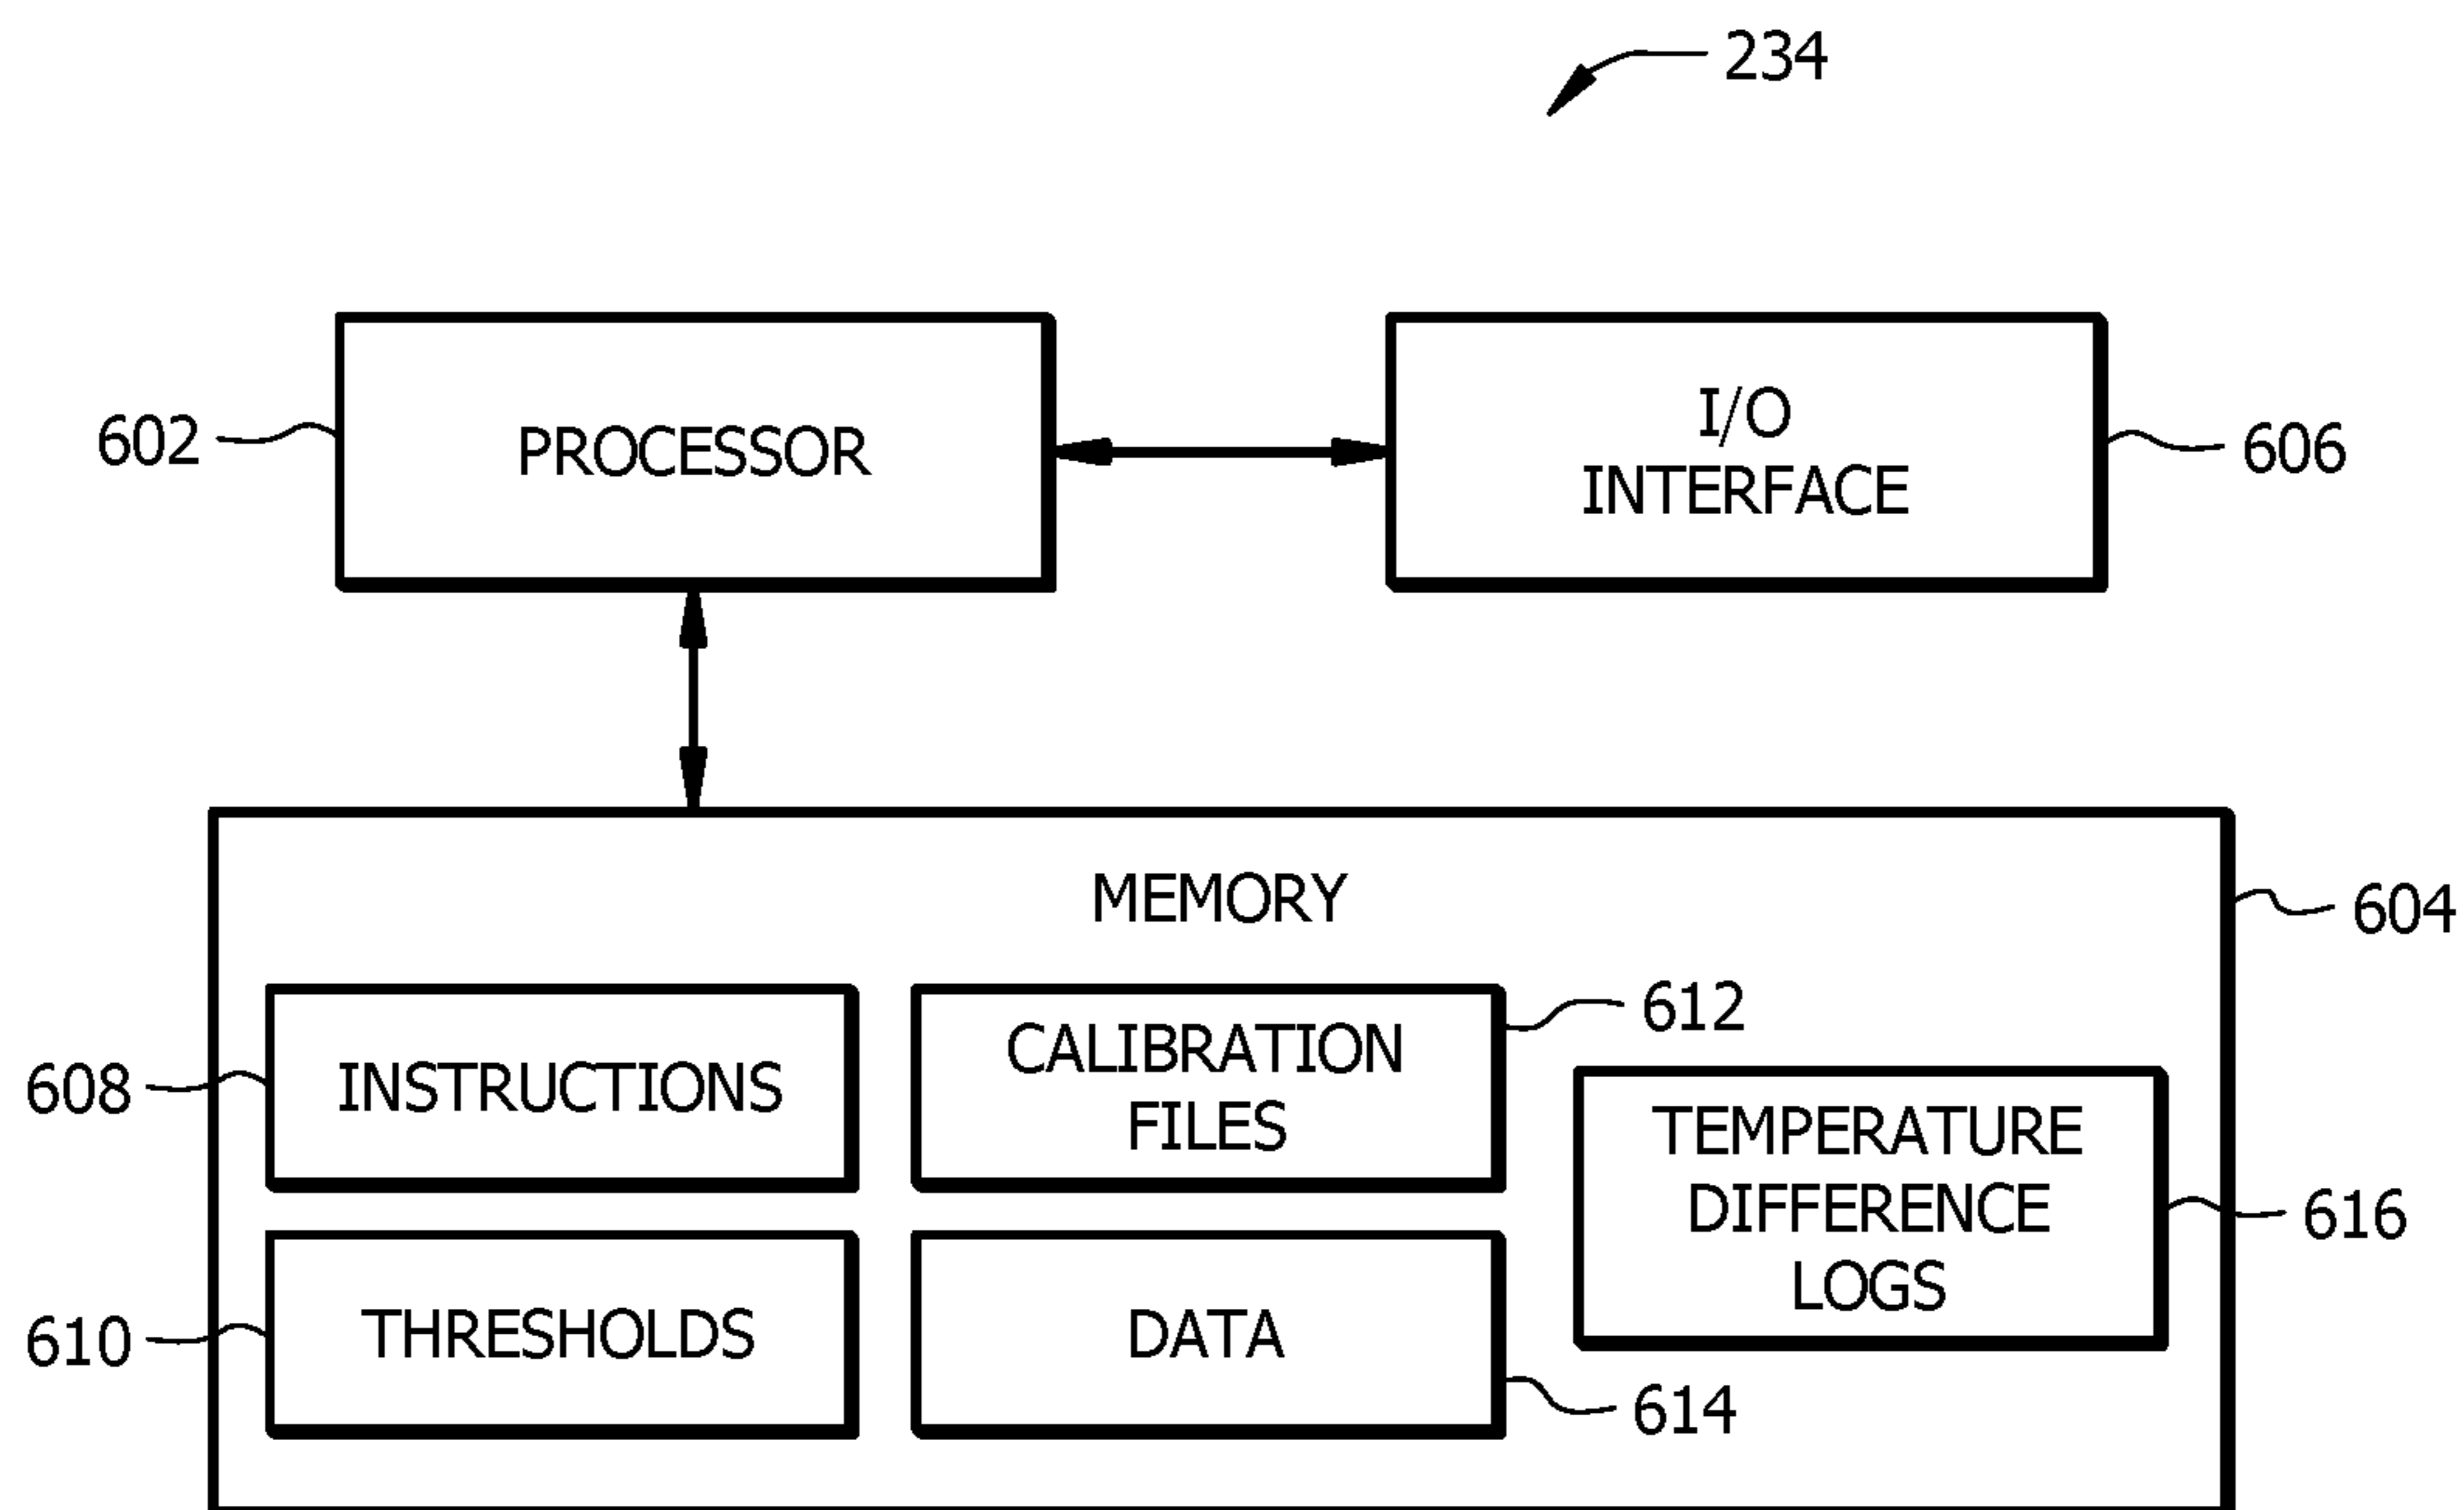 234
602
PROCESSOR
I/O
INTERFACE
606
MEMORY
604
608
INSTRUCTIONS
CALIBRATION
FILES
612
610
THRESHOLDS
DATA
614
TEMPERATURE
DIFFERENCE
LOGS
616